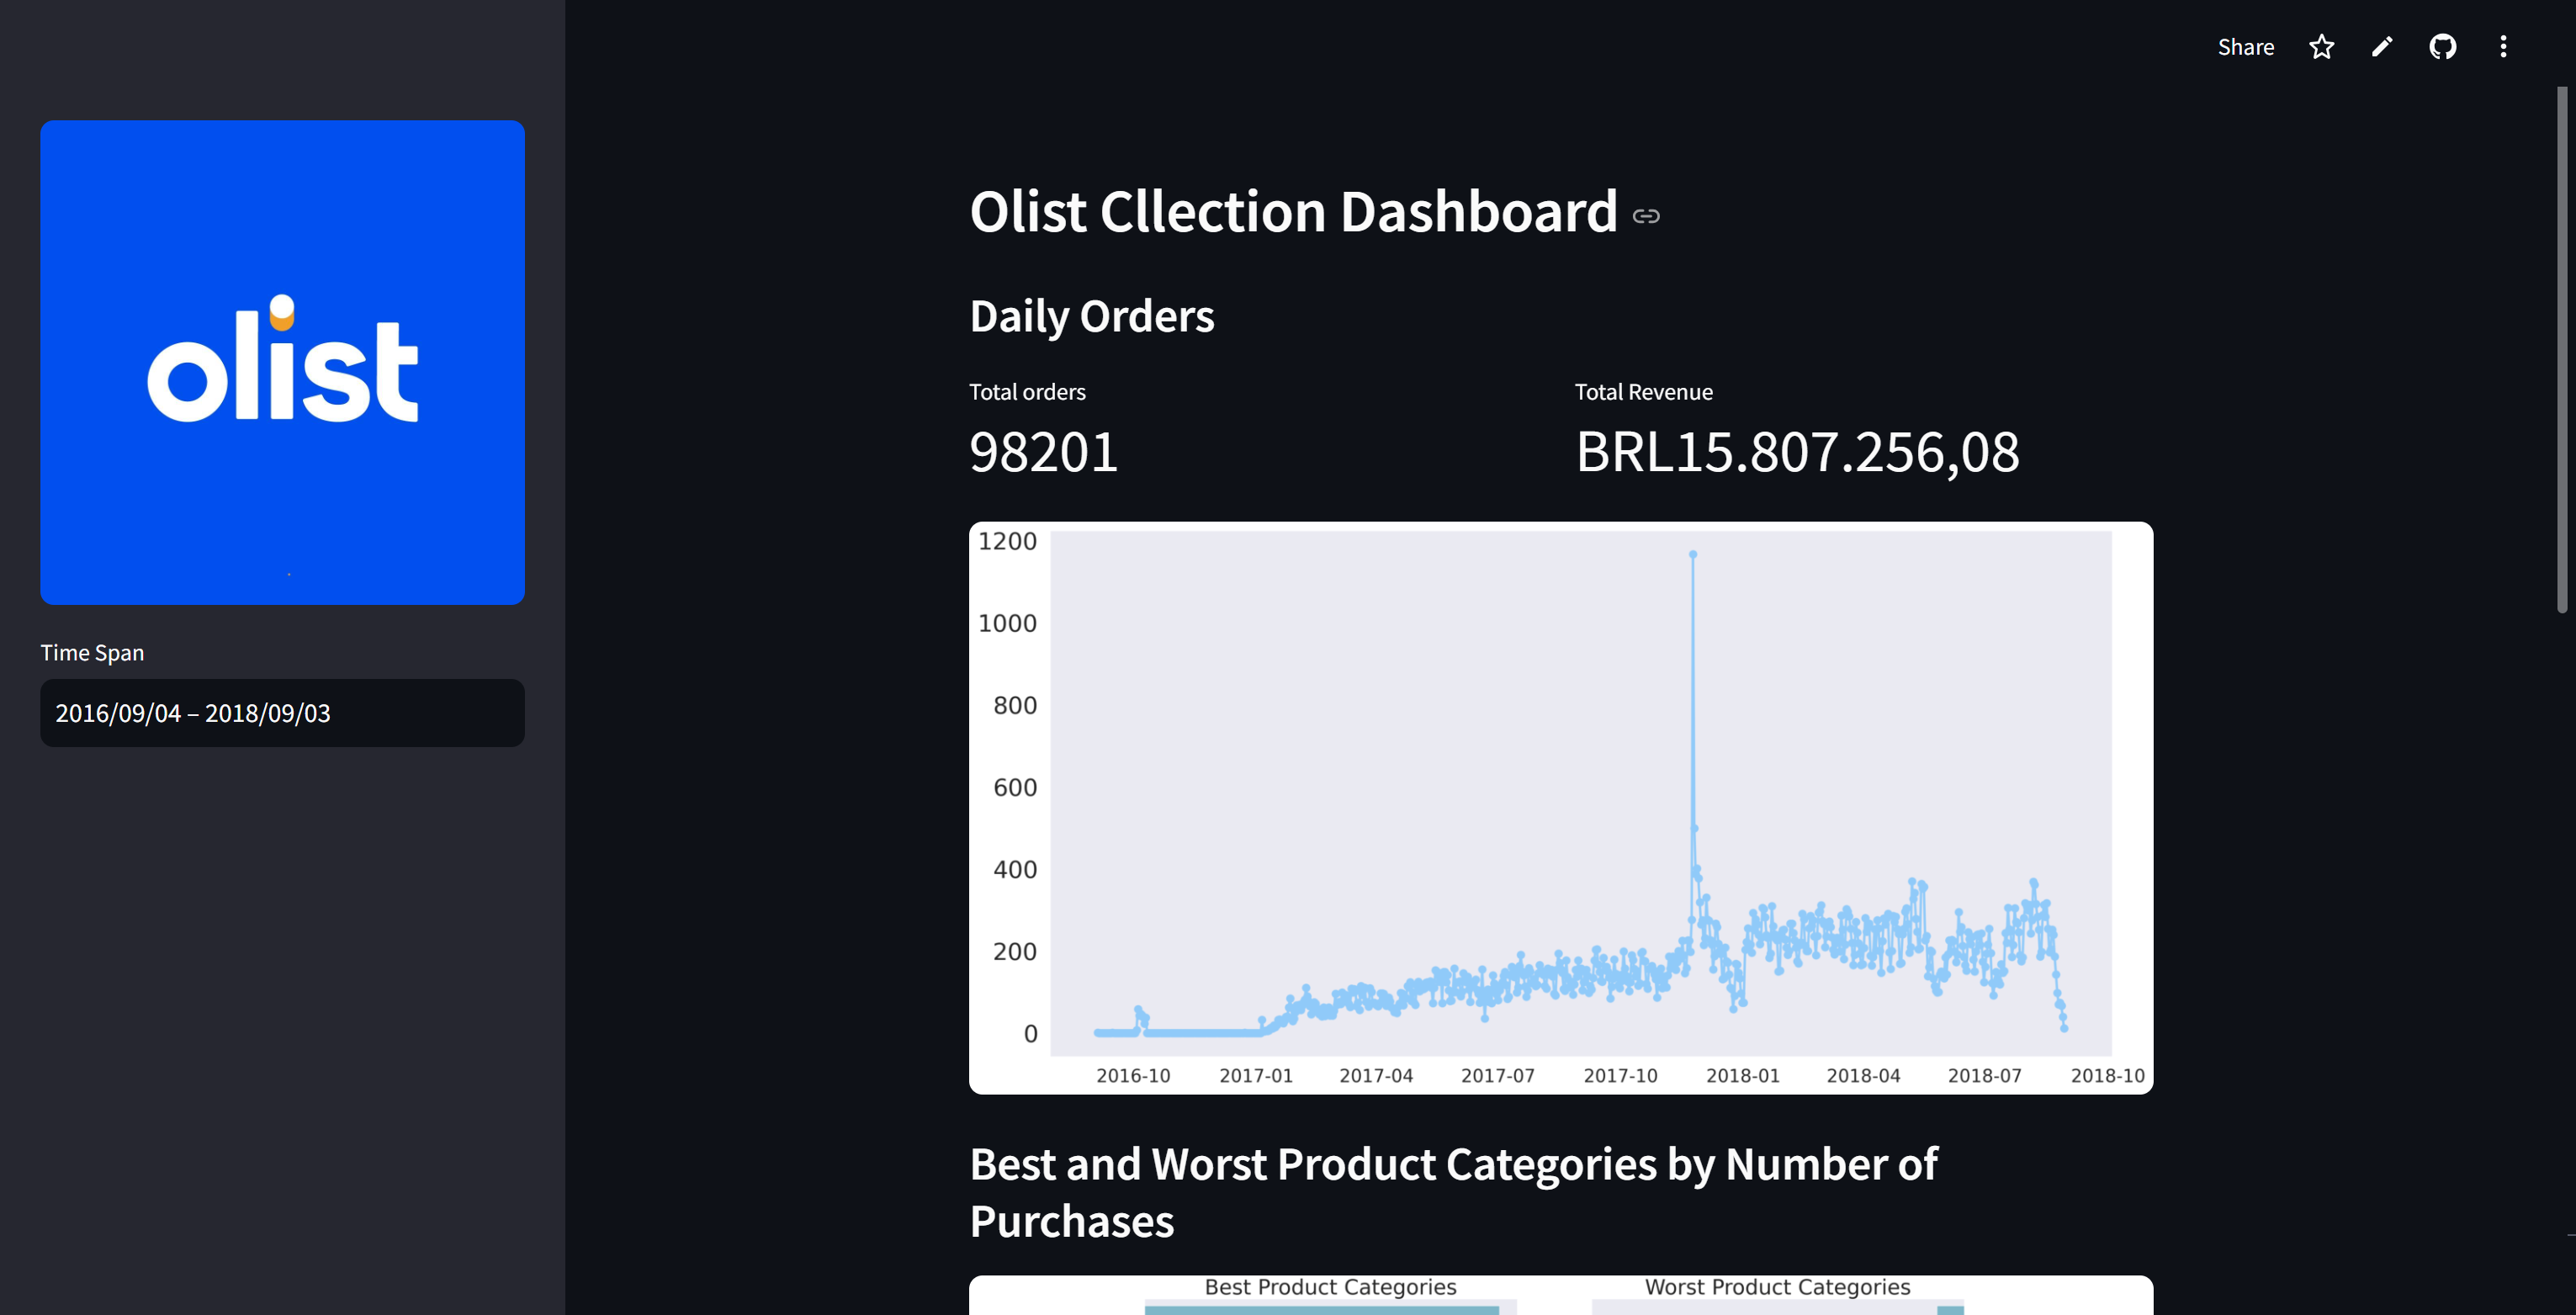 Share
olist
Time Span
2016/09/04 – 2018/09/03
Olist Cllection Dashboard
Daily Orders
Total orders
Total Revenue
98201
BRL15.807.256,08
1200
1000
800
600
400
200
0
2016-10 2017-01 2017-04 2017-07 2017-10 2018-01 2018-04 2018-07 2018-10
Best and Worst Product Categories by Number of
Purchases
Best Product Categories
Worst Product Categories